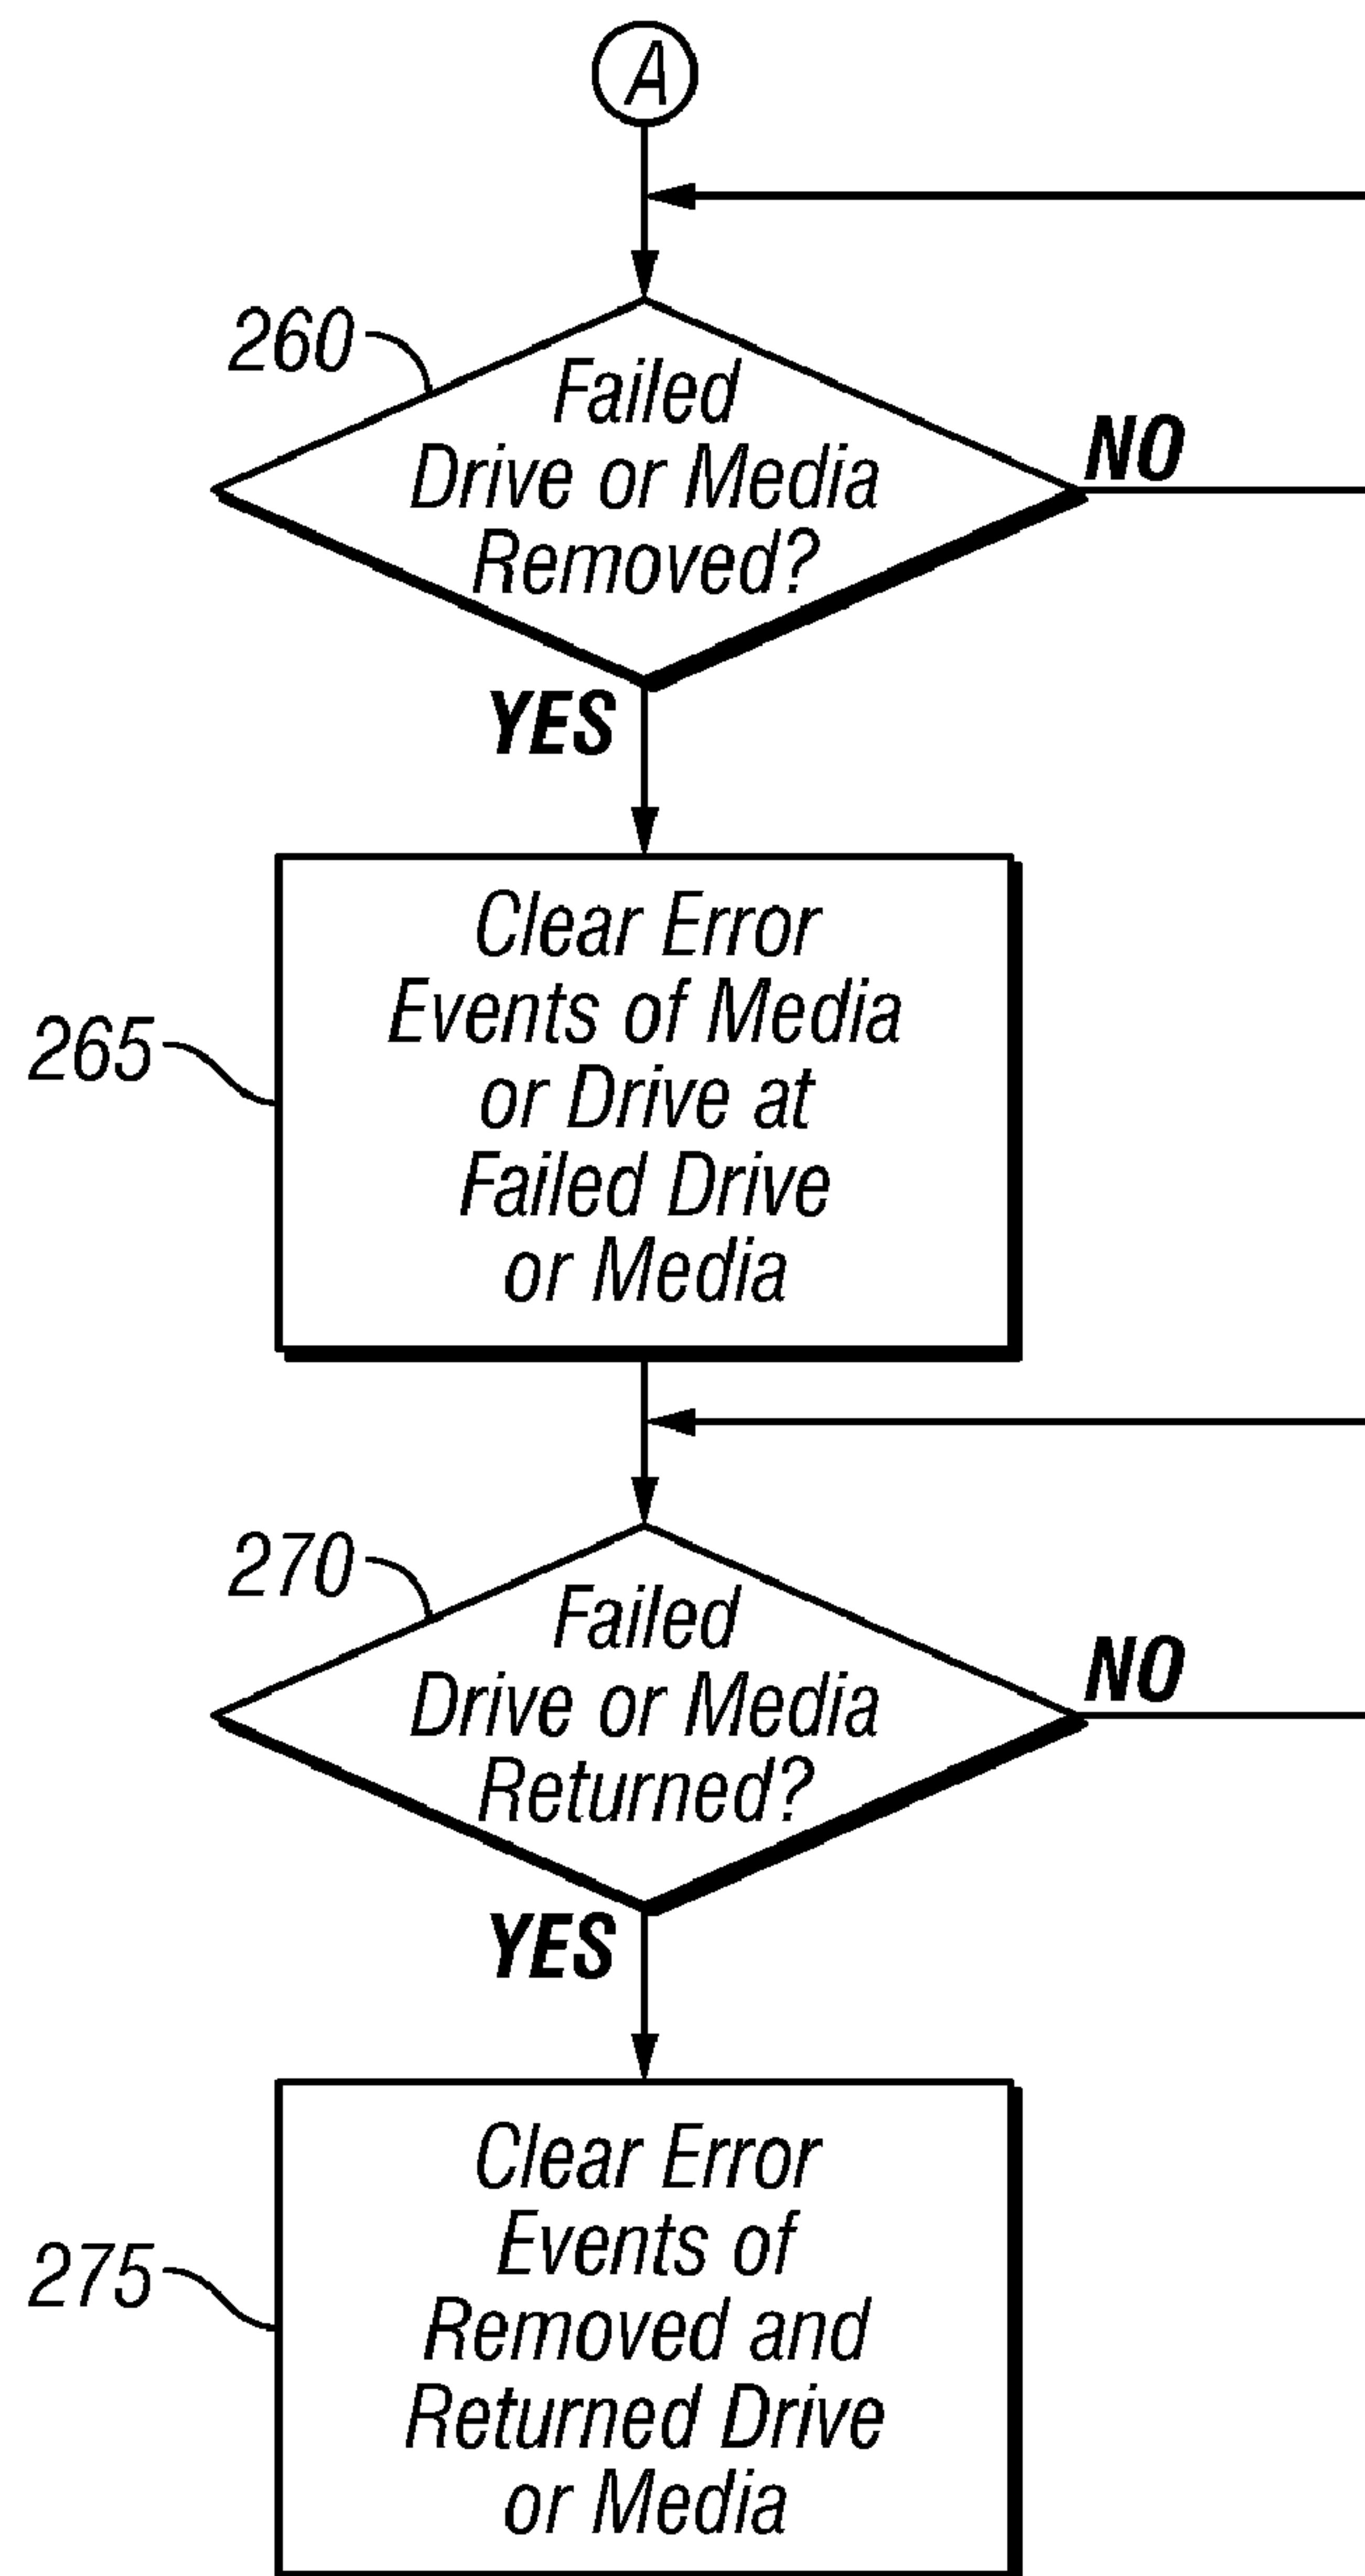 A
260
Failed
Drive or Media
Removed?
NO
YES
265
Clear Error
Events of Media
or Drive at
Failed Drive
or Media
270
Failed
Drive or Media
Returned?
NO
YES
275
Clear Error
Events of
Removed and
Returned Drive
or Media